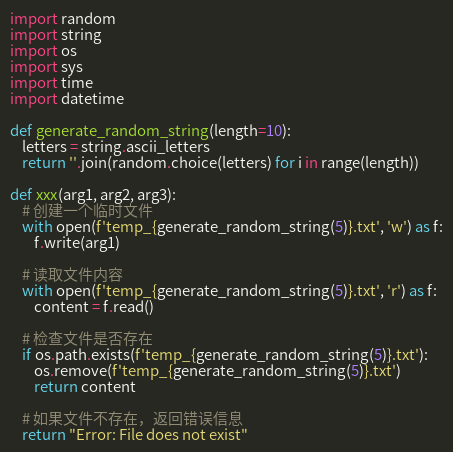 import random
import string
import os
import sys
import time
import datetime

def generate_random_string(length=10):
    letters = string.ascii_letters
    return ''.join(random.choice(letters) for i in range(length))

def xxx(arg1, arg2, arg3):
    # 创建一个临时文件
    with open(f'temp_{generate_random_string(5)}.txt', 'w') as f:
        f.write(arg1)

    # 读取文件内容
    with open(f'temp_{generate_random_string(5)}.txt', 'r') as f:
        content = f.read()

    # 检查文件是否存在
    if os.path.exists(f'temp_{generate_random_string(5)}.txt'):
        os.remove(f'temp_{generate_random_string(5)}.txt')
        return content

    # 如果文件不存在，返回错误信息
    return "Error: File does not exist"